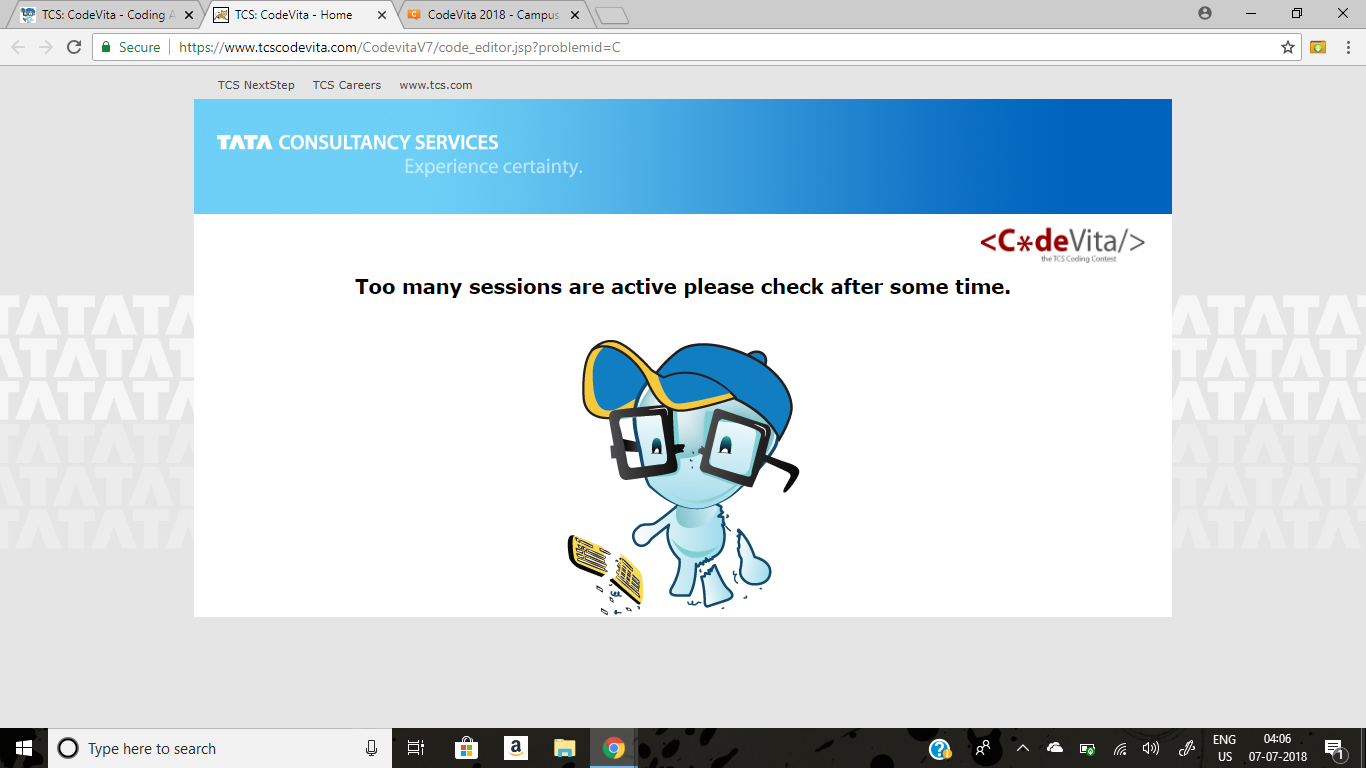 TCS: CodeVita - Coding A
TCS: CodeVita - Home
CodeVita 2018 - Campus
Secure
https://www.tcscodevita.com/CodevitaV7/code_editor.jsp?problemid=C
TCS NextStep
TCS Careers
www.tcs.com
TATA CONSULTANCY SERVICES
Experience certainty.
<C*deVita/>
the TCS Coding Contest
Too many sessions are active please check after some time.
TATATATA
TATATATA
TATATATA
TATATATA
TATATATA
TATATATA
Type here to search
ENG
US
04:06
07-07-2018
1